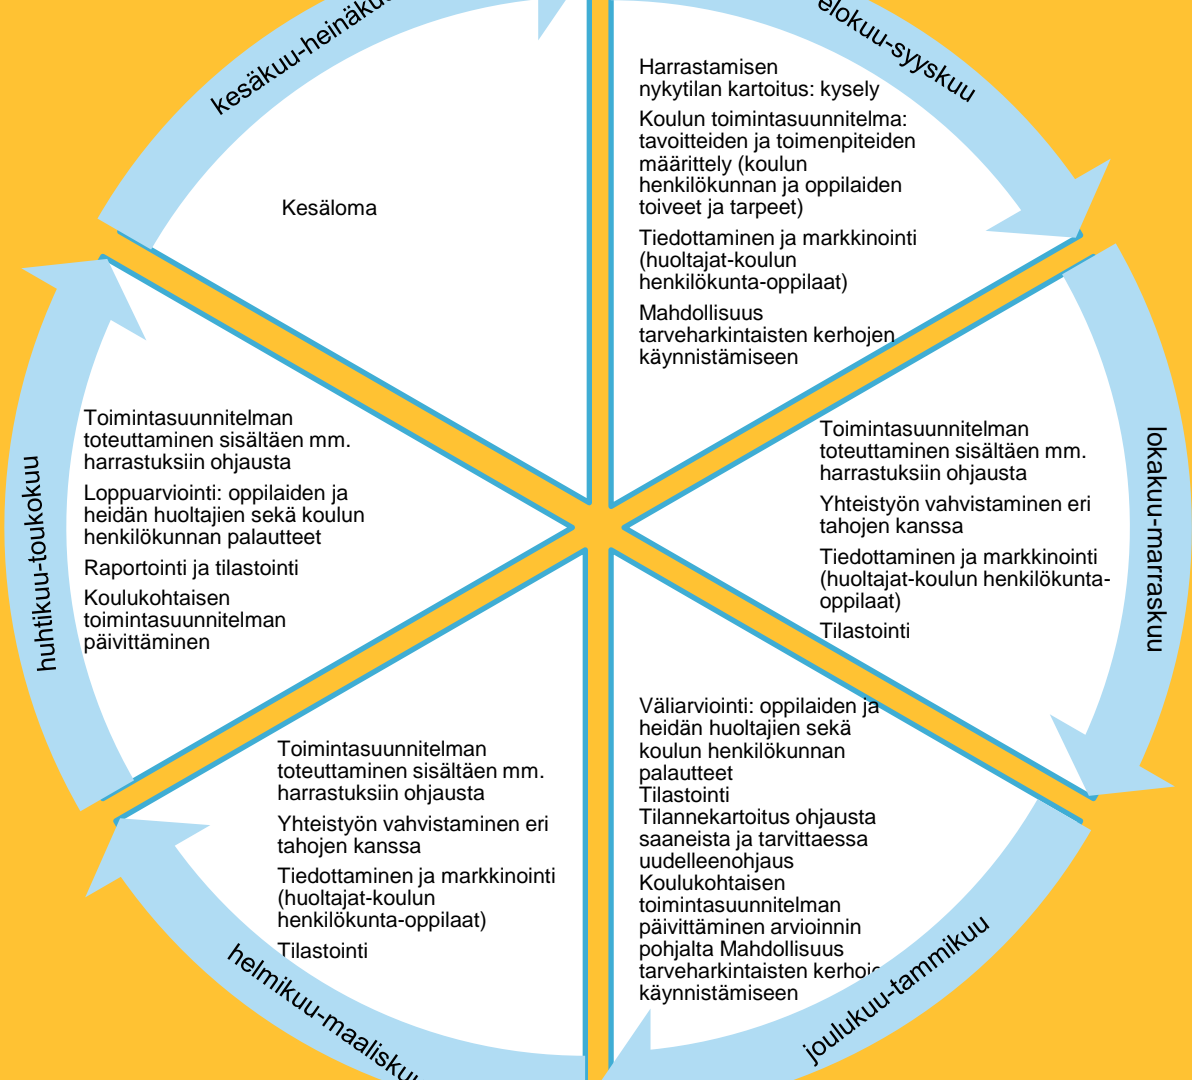 elokuu-syyskuu
Harrastamisen
nykytilan kartoitus: kysely
Koulun toimintasuunnitelma:
tavoitteiden ja toimenpiteiden
määrittely (koulun
henkilökunnan ja oppilaiden
toiveet ja tarpeet)
Tiedottaminen ja markkinointi
(huoltajat-koulun
henkilökunta-oppilaat)
Mahdollisuus
tarveharkintaisten kerhojen
käynnistämiseen
lokakuu-marraskuu
Toimintasuunnitelman
toteuttaminen sisältäen mm.
harrastuksiin ohjausta
Yhteistyön vahvistaminen eri
tahojen kanssa
Tiedottaminen ja markkinointi
(huoltajat-koulun henkilökunta-
oppilaat)
Tilastointi
joulukuu-tammikuu
Väliarviointi: oppilaiden ja
heidän huoltajien sekä
koulun henkilökunnan
palautteet
Tilastointi
Tilannekartoitus ohjausta
saaneista ja tarvittaessa
uudelleenohjaus
Koulukohtaisen
toimintasuunnitelman
päivittäminen arvioinnin
pohjalta Mahdollisuus
tarveharkintaisten kerhoje
käynnistämiseen
helmikuu-maaliskuu
Toimintasuunnitelman
toteuttaminen sisältäen mm.
harrastuksiin ohjausta
Yhteistyön vahvistaminen eri
tahojen kanssa
Tiedottaminen ja markkinointi
(huoltajat-koulun
henkilökunta-oppilaat)
Tilastointi
huhtikuu-toukokuu
Toimintasuunnitelman
toteuttaminen sisältäen mm.
harrastuksiin ohjausta
Loppuarviointi: oppilaiden ja
heidän huoltajien sekä koulun
henkilökunnan palautteet
Raportointi ja tilastointi
Koulukohtaisen
toimintasuunnitelman
päivittäminen
kesäkuu-heinäkuu
Kesäloma